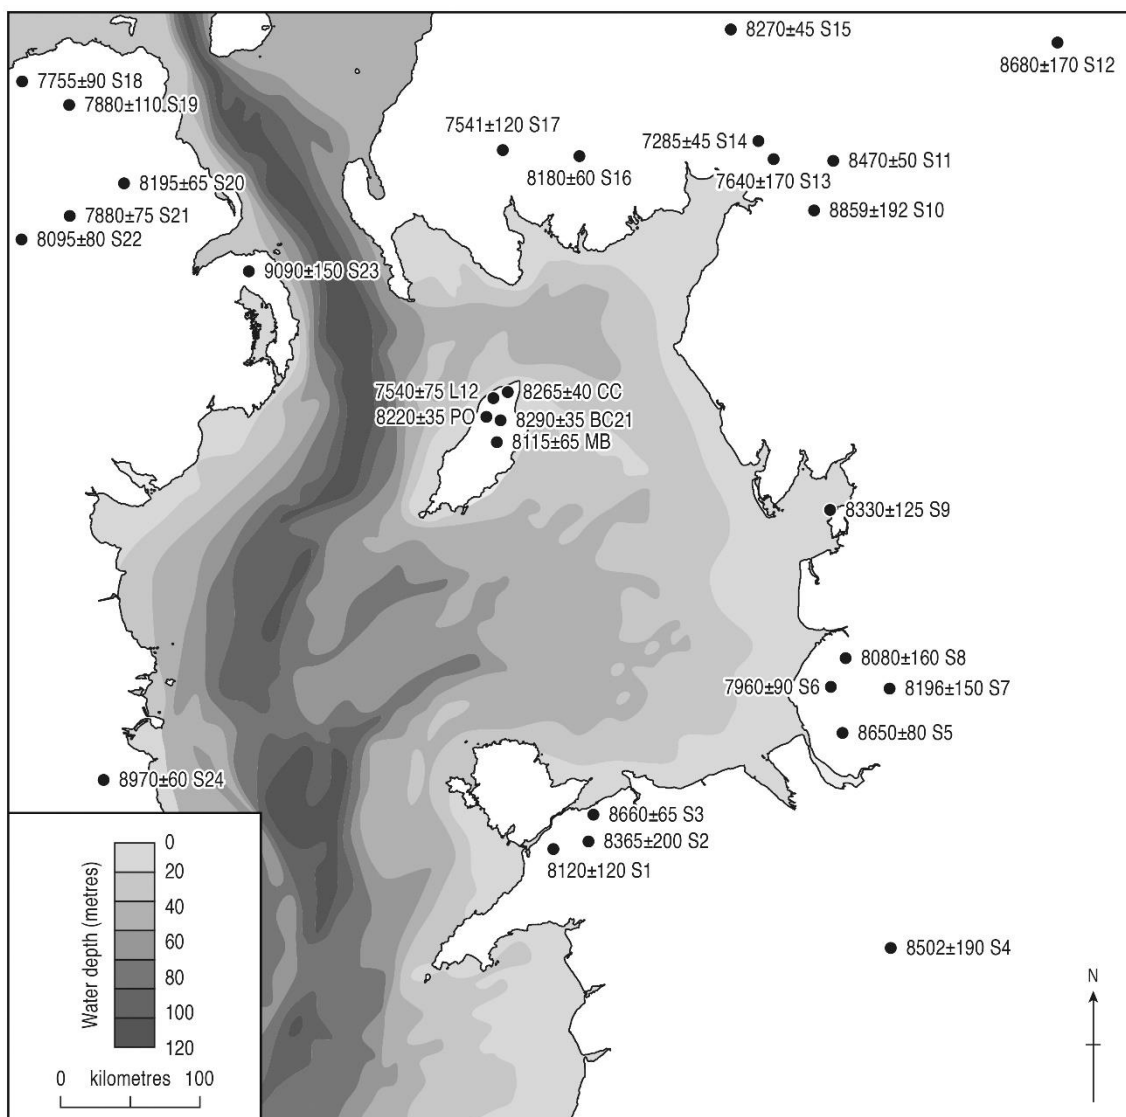 8270±45 S15
8680±170 S12
7755±90 S18
7880±110 S19
7541±120 S17
7285±45 S14
8470±50 S11
8180±60 S16
7640±170 S13
8195±65 S20
8859±192 S10
7880±75 S21
8095±80 S22
9090±150 S23
7540±75 L12
8265±40 CC
8220±35 PO
8290±35 BC21
8115±65 MB
8330±125 S9
8080±160 S8
7960±90 S6
8196±150 S7
8650±80 S5
8970±60 S24
8660±65 S3
8365±200 S2
8120±120 S1
8502±190 S4
Water depth (metres)
0
20
40
60
80
100
120
0 kilometres 100
N